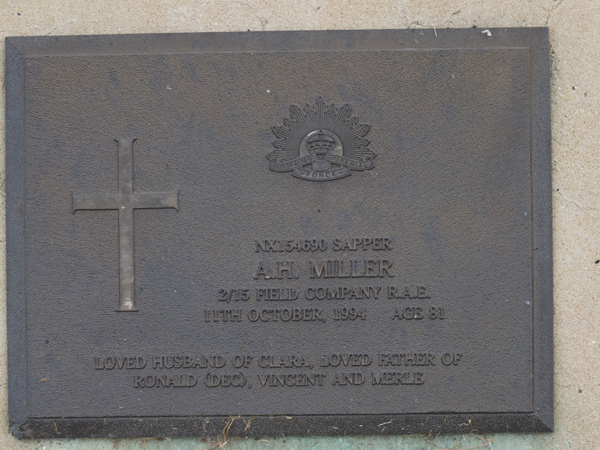 FORCE
NX154690 SAPPER
A.H. MILLER
2/15 FIELD COMPANY R.A.E.
11TH OCTOBER, 1994 AGE 81
LOVED HUSBAND OF CLARA, LOVED FATHER OF
RONALD (DEC), VINCENT AND MERLE